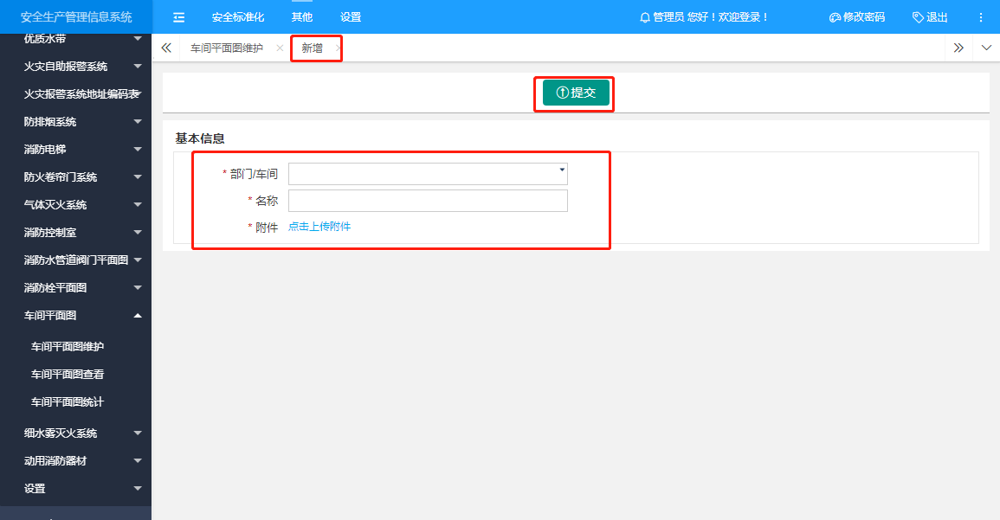 安全生产管理信息系统
安全标准化 其他 设置
管理员 您好！欢迎登录！
修改密码
退出
优质水带
火灾自助报警系统
火灾报警系统地址编码表
防排烟系统
消防电梯
防火卷帘门系统
气体灭火系统
消防控制室
消防水管道阀门平面图
消防栓平面图
车间平面图
车间平面图维护
车间平面图查看
车间平面图统计
细水雾灭火系统
动用消防器材
设置
车间平面图维护
新增
提交
基本信息
* 部门/车间
* 名称
* 附件 点击上传附件